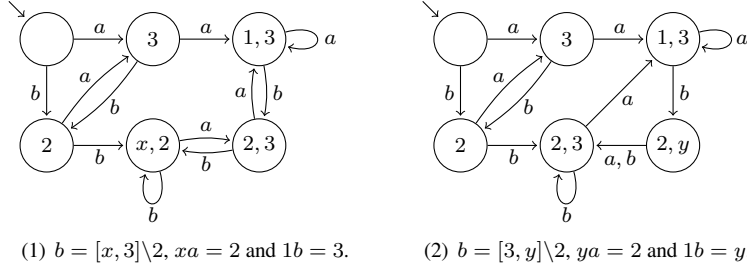 a a a a
3 1, 3 3 1, 3
a a
b a b b a b
a b a b
a
2 x, 2 2, 3 2 2, 3 2, y
b b b a, b
b b
(1) b = [x, 3]\2, xa = 2 and 1b = 3. (2) b = [3, y]\2, ya = 2 and 1b = y